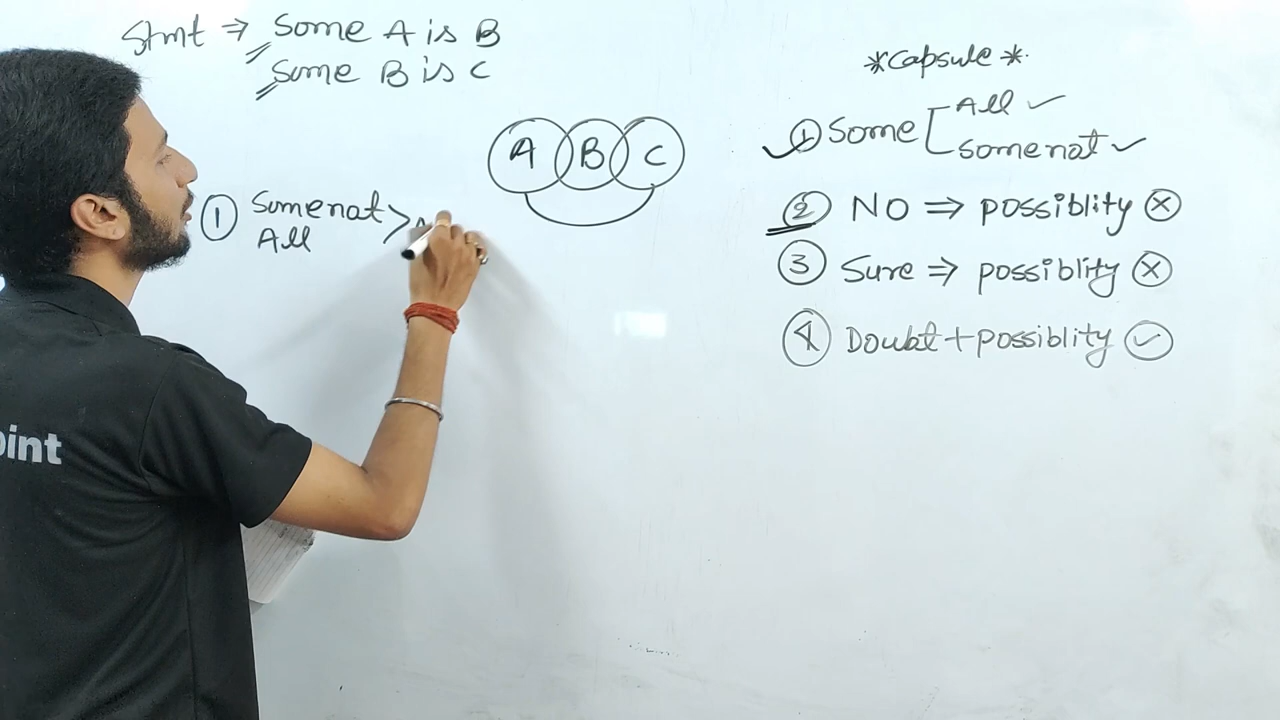 Stmt ⇒ Some A is B
Some B is C
A B C
① Some not
All >
*Capsule*
① Some [ All ✓
Some not ✓
② NO ⇒ possiblity ⓧ
③ Sure ⇒ possiblity ⓧ
④ Doubt + possiblity ✓
oint